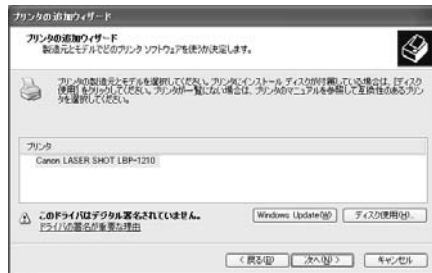 プリンタの追加ウィザード
プリンタの追加ウィザード
製造元とモデルでどのプリンタ ソフトウェアを使うか決定します。
プリンタの製造元とモデルを選択してください。プリンタにインストール ディスクが付属している場合は、[ディスク
使用] をクリックしてください。プリンタが一覧にない場合は、プリンタのマニュアルを参照して互換性のあるプリン
タを選択してください。
プリンタ
Canon LASER SHOT LBP-1210
このドライバはデジタル署名されていません。
ドライバの署名が重要な理由
Windows Update(W)
ディスク使用(H)...
< 戻る(B)
次へ(N) >
キャンセル